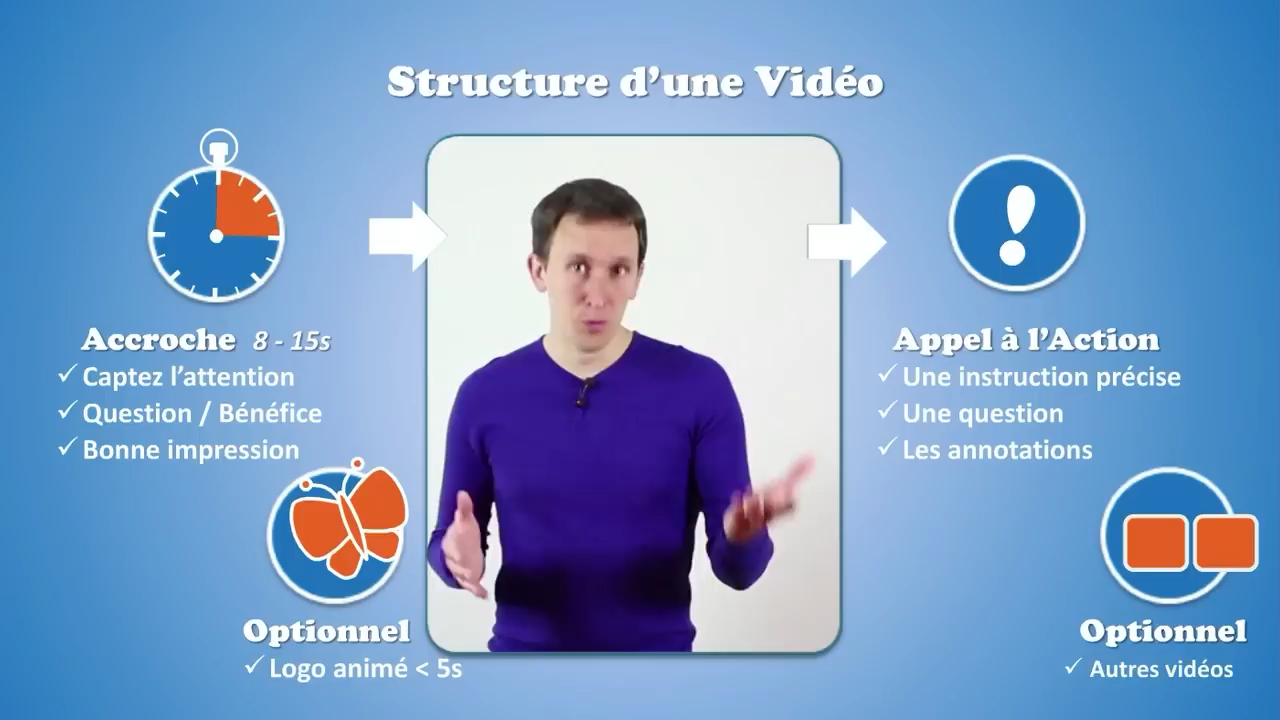 Structure d’une Vidéo
Accroche 8 - 15s
✓ Captez l’attention
✓ Question / Bénéfice
✓ Bonne impression
Optionnel
✓ Logo animé < 5s
Appel à l’Action
✓ Une instruction précise
✓ Une question
✓ Les annotations
Optionnel
✓ Autres vidéos